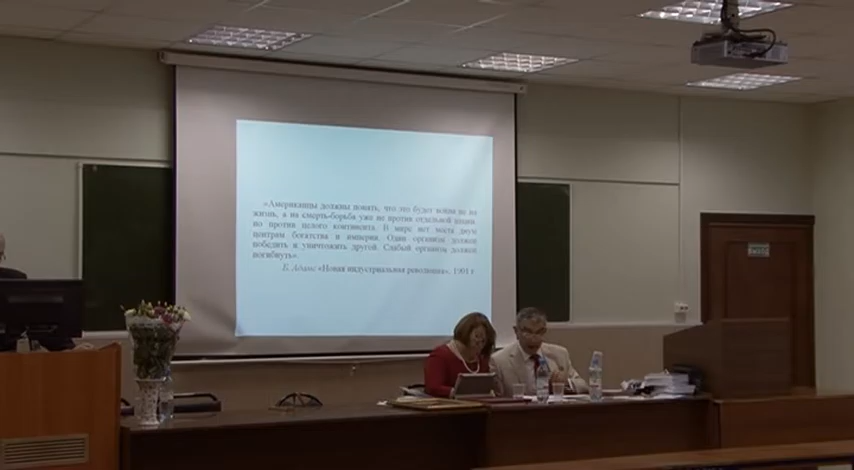 «Американцы должны понять, что это будет война не на
жизнь, а на смерть-борьба уже не против отдельной нации,
но против целого континента. В мире нет места двум
центрам богатства и империи. Один организм должен
победить и уничтожить другой. Слабый организм должен
погибнуть».
Б. Адамс «Новая индустриальная революция», 1901 г